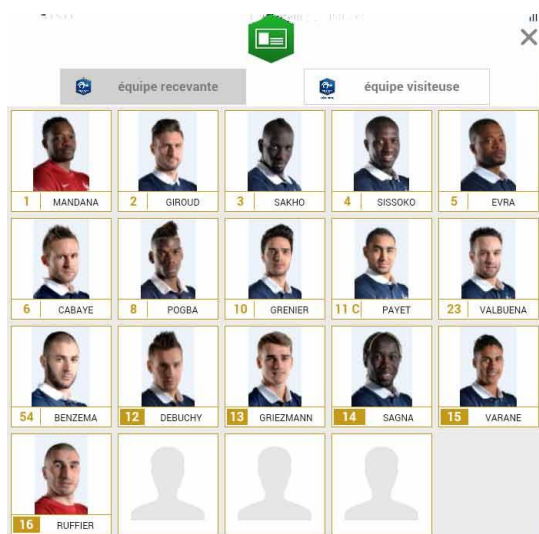 équipe recevante équipe visiteuse
1 MANDANA 2 GIROUD 3 SAKHO 4 SISSOKO 5 EVRA
6 CABAYE 8 POGBA 10 GRENIER 11 C PAYET 23 VALBUENA
54 BENZEMA 12 DEBUCHY 13 GRIEZMANN 14 SAGNA 15 VARANE
16 RUFFIER